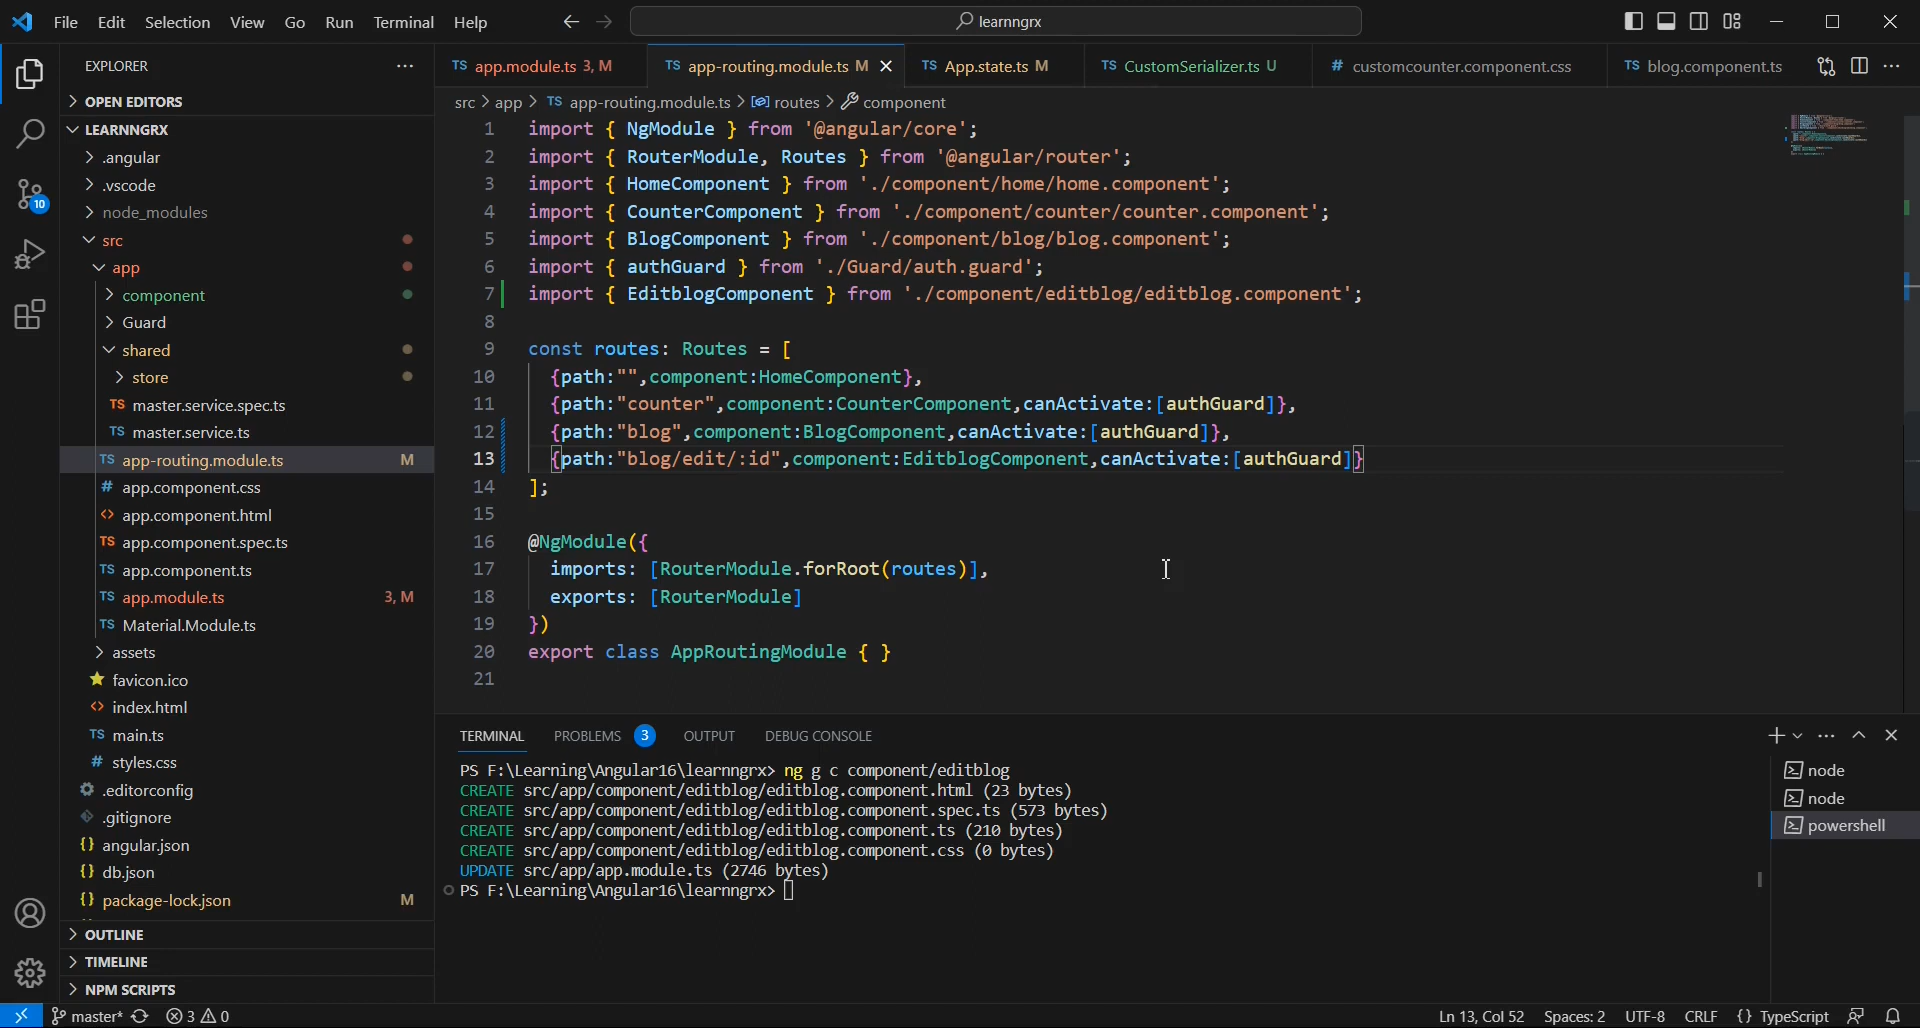 File Edit Selection View Go Run Terminal Help
learnngrx
EXPLORER
OPEN EDITORS
LEARNNGRX
.angular
.vscode
node_modules
src
app
component
Guard
shared
store
TS master.service.spec.ts
TS master.service.ts
TS app-routing.module.ts M
# app.component.css
<> app.component.html
TS app.component.spec.ts
TS app.component.ts
TS app.module.ts 3, M
TS Material.Module.ts
assets
favicon.ico
<> index.html
TS main.ts
# styles.css
.editorconfig
.gitignore
{} angular.json
{} db.json
{} package-lock.json M
OUTLINE
TIMELINE
NPM SCRIPTS
10
TS app.module.ts 3, M
TS app-routing.module.ts M
TS App.state.ts M
TS CustomSerializer.ts U
# customcounter.component.css
TS blog.component.ts
src > app > TS app-routing.module.ts > routes > component
1 import { NgModule } from '@angular/core';
2 import { RouterModule, Routes } from '@angular/router';
3 import { HomeComponent } from './component/home/home.component';
4 import { CounterComponent } from './component/counter/counter.component';
5 import { BlogComponent } from './component/blog/blog.component';
6 import { authGuard } from './Guard/auth.guard';
7 import { EditblogComponent } from './component/editblog/editblog.component';
8
9 const routes: Routes = [
10 {path:"",component:HomeComponent},
11 {path:"counter",component:CounterComponent,canActivate:[authGuard]},
12 {path:"blog",component:BlogComponent,canActivate:[authGuard]},
13 {path:"blog/edit/:id",component:EditblogComponent,canActivate:[authGuard]}
14 ];
15
16 @NgModule({
17 imports: [RouterModule.forRoot(routes)],
18 exports: [RouterModule]
19 })
20 export class AppRoutingModule { }
21
TERMINAL PROBLEMS 3 OUTPUT DEBUG CONSOLE
PS F:\Learning\Angular16\learnngrx> ng g c component/editblog
CREATE src/app/component/editblog/editblog.component.html (23 bytes)
CREATE src/app/component/editblog/editblog.component.spec.ts (573 bytes)
CREATE src/app/component/editblog/editblog.component.ts (210 bytes)
CREATE src/app/component/editblog/editblog.component.css (0 bytes)
UPDATE src/app/app.module.ts (2746 bytes)
PS F:\Learning\Angular16\learnngrx>
node
node
powershell
master* 3 0
Ln 13, Col 52 Spaces: 2 UTF-8 CRLF {} TypeScript